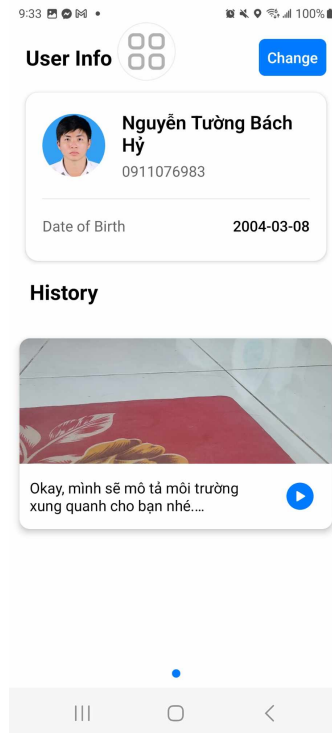 9:33
100%
User Info
Change
Nguyễn Tường Bách
Hỷ
0911076983
Date of Birth
2004-03-08
History
Okay, mình sẽ mô tả môi trường
xung quanh cho bạn nhé....